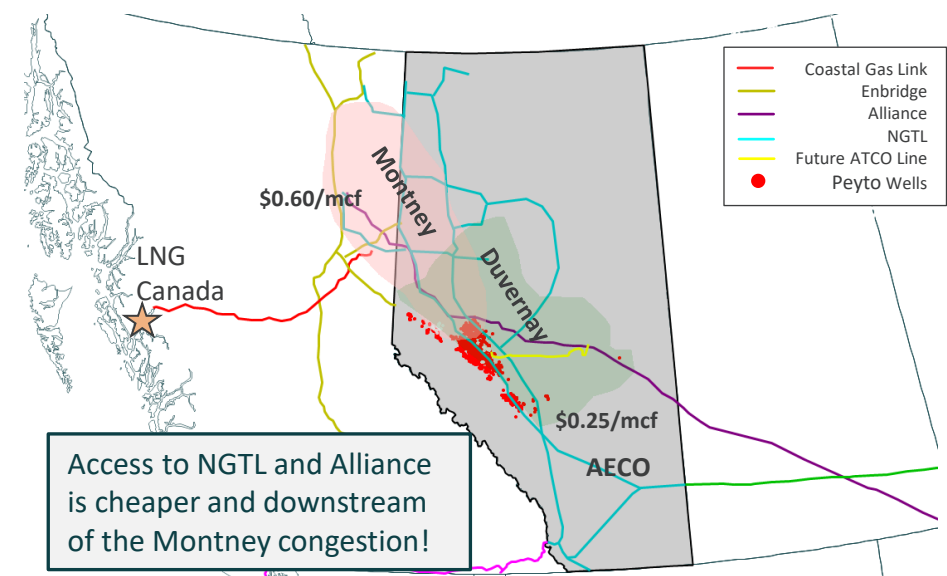 Coastal Gas Link
Enbridge
Alliance
NGTL
Future ATCO Line
Peyto Wells
Montney
$0.60/mcf
LNG
Canada
Duvernay
$0.25/mcf
AECO
Access to NGTL and Alliance
is cheaper and downstream
of the Montney congestion!